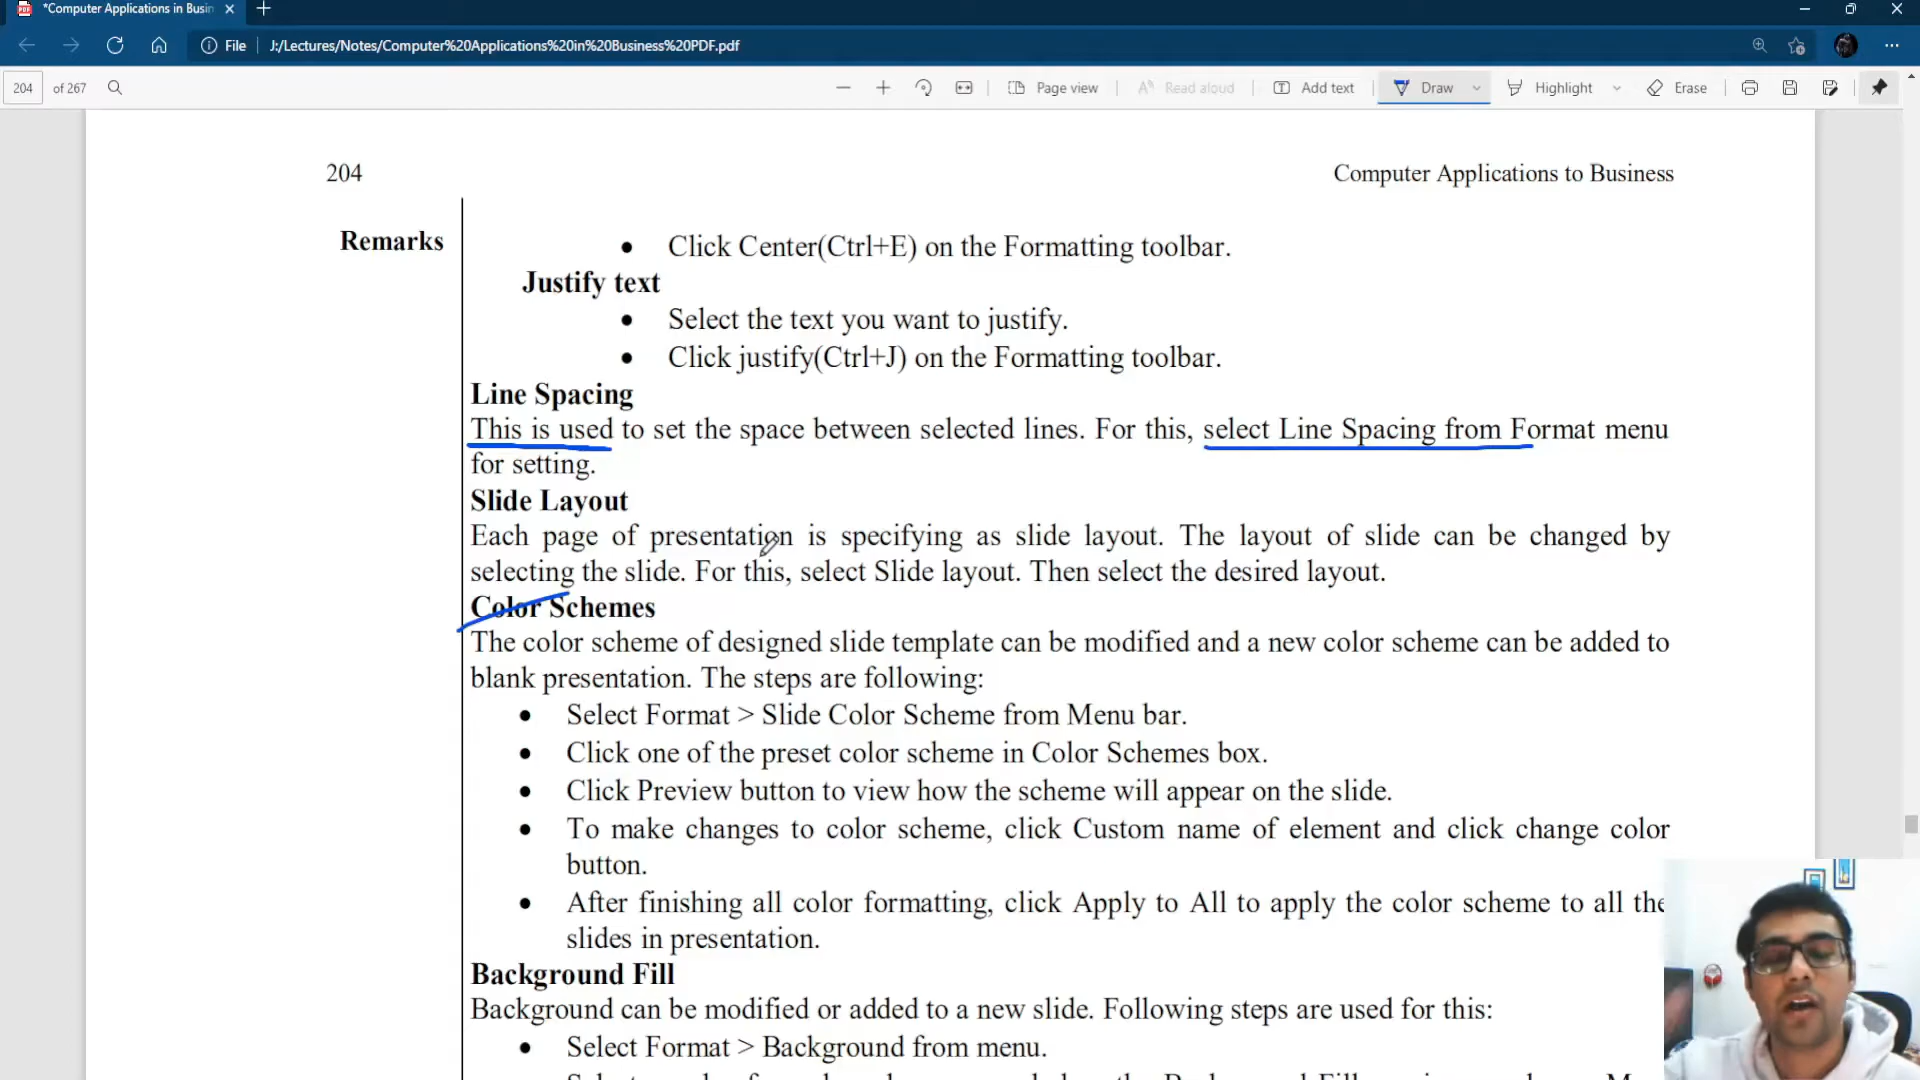 *Computer Applications in Busin
File J:/Lectures/Notes/Computer%20Applications%20in%20Business%20PDF.pdf
204 of 267 Page view Read aloud Add text Draw Highlight Erase
204 Computer Applications to Business
Remarks
• Click Center(Ctrl+E) on the Formatting toolbar.
Justify text
• Select the text you want to justify.
• Click justify(Ctrl+J) on the Formatting toolbar.
Line Spacing
This is used to set the space between selected lines. For this, select Line Spacing from Format menu
for setting.
Slide Layout
Each page of presentation is specifying as slide layout. The layout of slide can be changed by
selecting the slide. For this, select Slide layout. Then select the desired layout.
Color Schemes
The color scheme of designed slide template can be modified and a new color scheme can be added to
blank presentation. The steps are following:
• Select Format > Slide Color Scheme from Menu bar.
• Click one of the preset color scheme in Color Schemes box.
• Click Preview button to view how the scheme will appear on the slide.
• To make changes to color scheme, click Custom name of element and click change color
button.
• After finishing all color formatting, click Apply to All to apply the color scheme to all the
slides in presentation.
Background Fill
Background can be modified or added to a new slide. Following steps are used for this:
• Select Format > Background from menu.